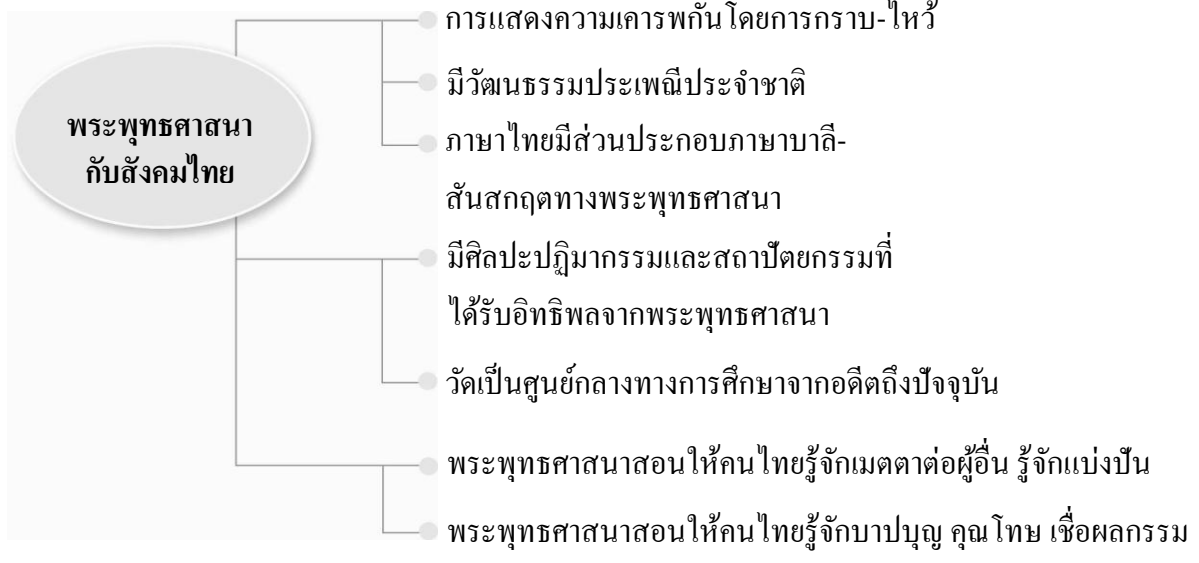 พระพุทธศาสนา
กับสังคมไทย
การแสดงความเคารพกันโดยการกราบ-ไหว้
มีวัฒนธรรมประเพณีประจำชาติ
ภาษาไทยมีส่วนประกอบภาษาบาลี-
สันสกฤตทางพระพุทธศาสนา
มีศิลปะปฏิมากรรมและสถาปัตยกรรมที่
ได้รับอิทธิพลจากพระพุทธศาสนา
วัดเป็นศูนย์กลางทางการศึกษาจากอดีตถึงปัจจุบัน
พระพุทธศาสนาสอนให้คนไทยรู้จักเมตตาต่อผู้อื่น รู้จักแบ่งปัน
พระพุทธศาสนาสอนให้คนไทยรู้จักบาปบุญ คุณโทษ เชื่อผลกรรม